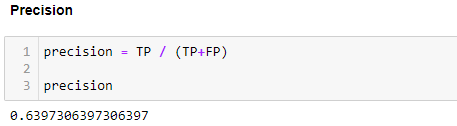 Precision
1 precision = TP / (TP+FP)
2
3 precision
0.6397306397306397